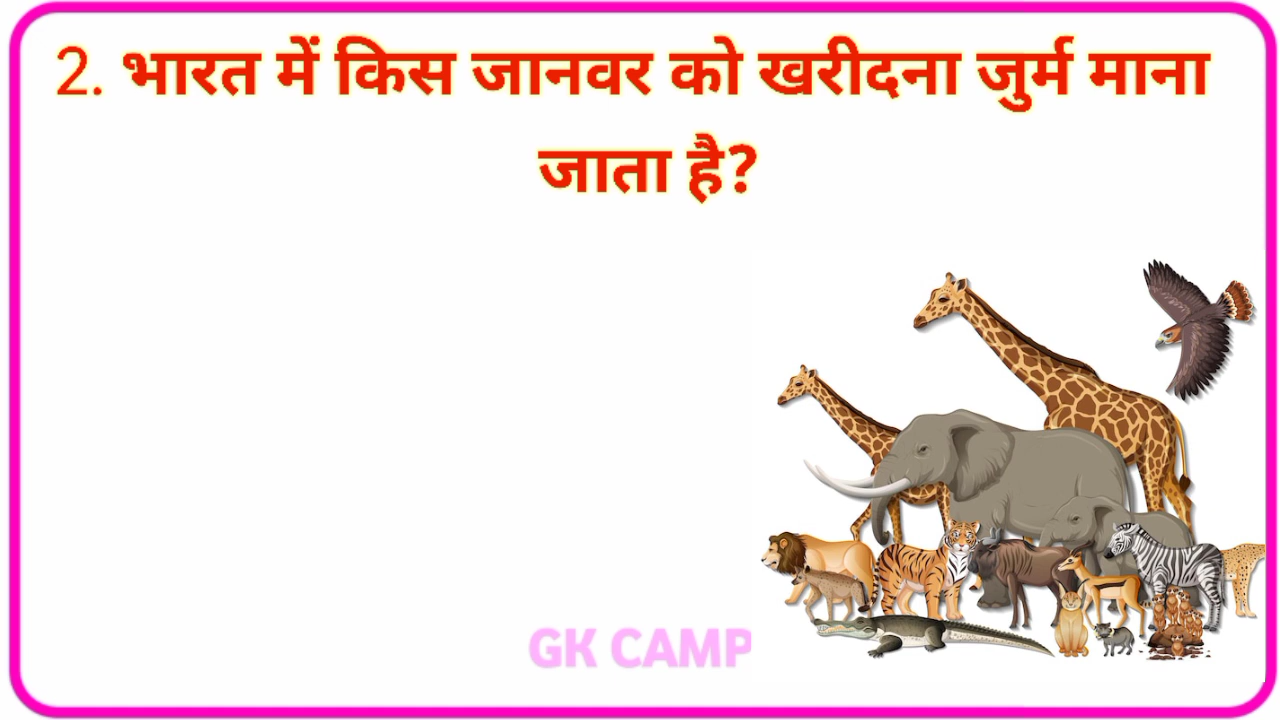 2. भारत में किस जानवर को खरीदना जुर्म माना
जाता है?
GK CAMP